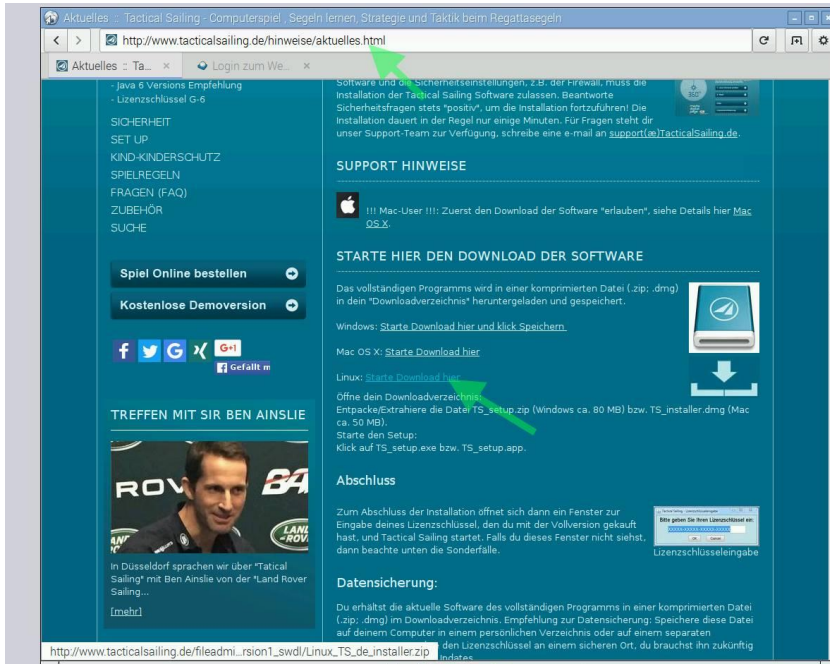 Aktuelles :: Tactical Sailing - Computerspiel , Segeln lernen, Strategie und Taktik beim Regattasegeln
http://www.tacticalsailing.de/hinweise/aktuelles.html
Aktuelles :: Ta... ×
Login zum We... ×
- Java 6 Versions Empfehlung
- Lizenzschlüssel G-6
SICHERHEIT
SET UP
KIND-KINDERSCHUTZ
SPIELREGELN
FRAGEN (FAQ)
ZUBEHÖR
SUCHE
Spiel Online bestellen
Kostenlose Demoversion
G+1
Gefällt m
TREFFEN MIT SIR BEN AINSLIE
ROV
BA
LAND
ROVE
In Düsseldorf sprachen wir über "Tatical
Sailing" mit Ben Ainslie von der "Land Rover
Sailing...
[mehr]
Software und die Sicherheitseinstellungen, z.B. der Firewall, muss die
Installation der Tactical Sailing Software zulassen. Beantworte
Sicherheitsfragen stets "positiv", um die Installation fortzuführen! Die
Installation dauert in der Regel nur einige Minuten. Für Fragen steht dir
unser Support-Team zur Verfügung, schreibe eine e-mail an support(æ)TacticalSailing.de.
SUPPORT HINWEISE
!!! Mac-User !!!: Zuerst den Download der Software "erlauben", siehe Details hier Mac
OS X.
STARTE HIER DEN DOWNLOAD DER SOFTWARE
Das vollständigen Programms wird in einer komprimierten Datei (.zip; .dmg)
in dein "Downloadverzeichnis" heruntergeladen und gespeichert.
Windows: Starte Download hier und klick Speichern
Mac OS X: Starte Download hier
Linux: Starte Download hier
Öffne dein Downloadverzeichnis:
Entpacke/Extrahiere die Datei TS_setup.zip (Windows ca. 80 MB) bzw. TS_installer.dmg (Mac
ca. 50 MB).
Starte den Setup:
Klick auf TS_setup.exe bzw. TS_setup.app.
Abschluss
Zum Abschluss der Installation öffnet sich dann ein Fenster zur
Eingabe deines Lizenzschlüssel, den du mit der Vollversion gekauft
hast, und Tactical Sailing startet. Falls du dieses Fenster nicht siehst,
dann beachte unten die Sonderfälle.
Bitte geben Sie Ihren Lizenzschlüssel ein:
Lizenzschlüsseleingabe
Datensicherung:
Du erhältst die aktuelle Software des vollständigen Programms in einer komprimierten Datei
(.zip; .dmg) im Downloadverzeichnis. Empfehlung zur Datensicherung: Speichere diese Datei
auf deinem Computer in einem persönlichen Verzeichnis oder auf einem separaten
den Lizenzschlüssel an einem sicheren Ort, du brauchst ihn zukünftig
Updates
http://www.tacticalsailing.de/fileadmi...rsion1_swdl/Linux_TS_de_installer.zip